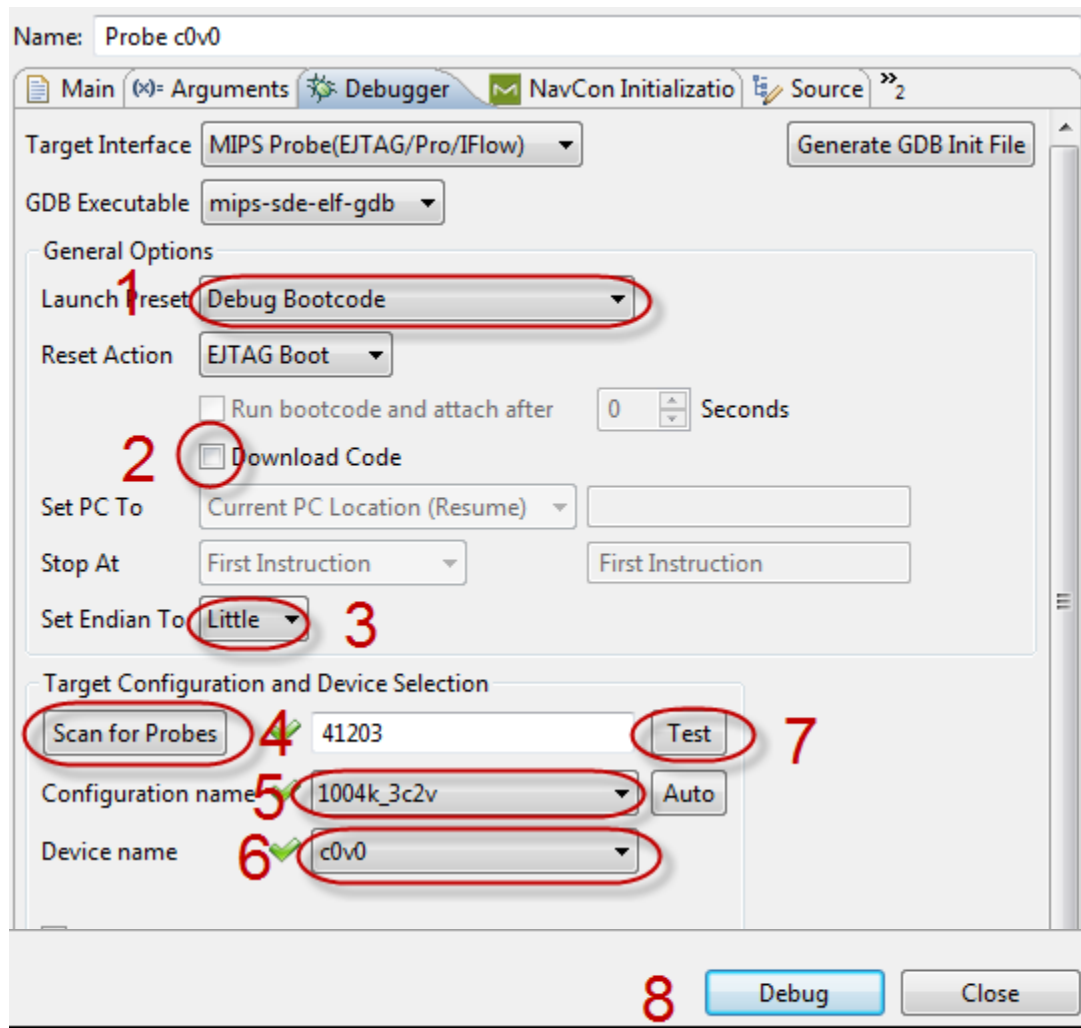 Name: Probe c0v0
Main (x)= Arguments Debugger NavCon Initializatio Source »2
Target Interface MIPS Probe(EJTAG/Pro/IFlow) Generate GDB Init File
GDB Executable mips-sde-elf-gdb
General Options
1
Launch Preset Debug Bootcode
Reset Action EJTAG Boot
Run bootcode and attach after 0 Seconds
2 Download Code
Set PC To Current PC Location (Resume)
Stop At First Instruction First Instruction
Set Endian To Little 3
Target Configuration and Device Selection
Scan for Probes 4 41203 Test 7
Configuration name 5 1004k_3c2v Auto
Device name 6 c0v0
8 Debug Close